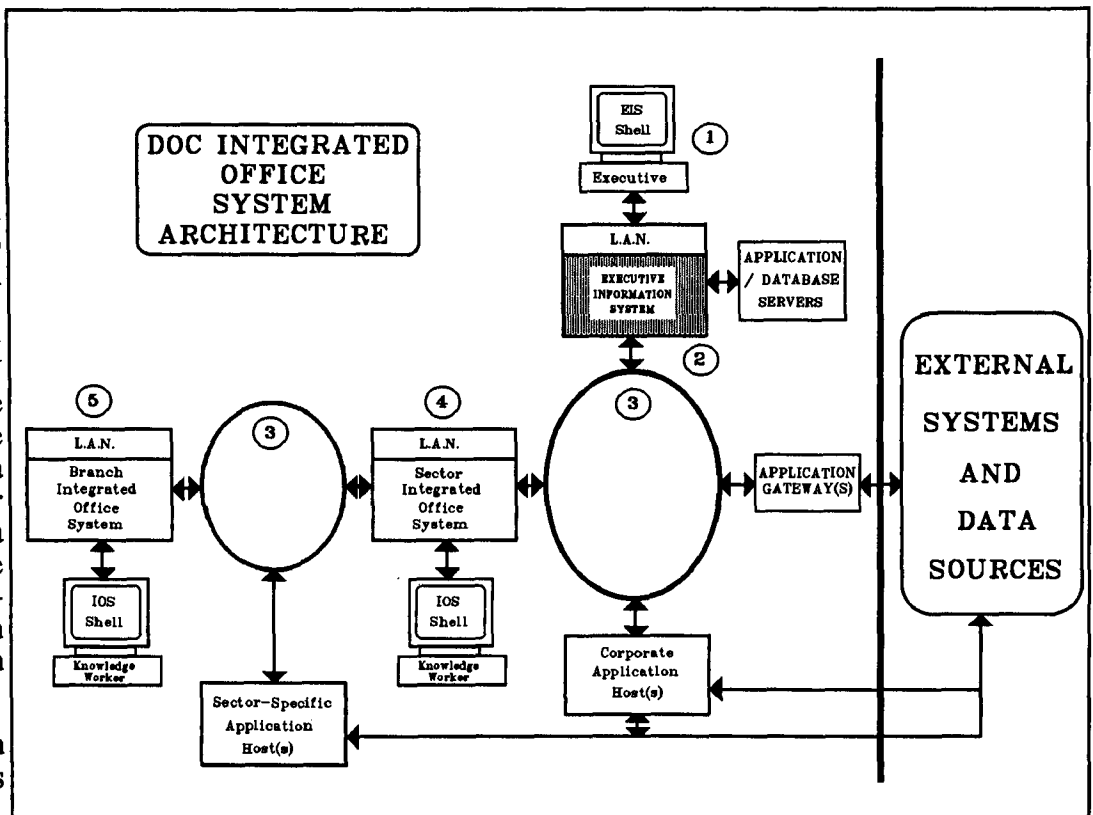 DOC INTEGRATED
OFFICE
SYSTEM
ARCHITECTURE
EIS
Shell
Executive
1
L.A.N.
EXECUTIVE
INFORMATION
SYSTEM
APPLICATION
/ DATABASE
SERVERS
2
3
5
L.A.N.
Branch
Integrated
Office
System
IOS
Shell
Knowledge
Worker
3
4
L.A.N.
Sector
Integrated
Office
System
IOS
Shell
Knowledge
Worker
APPLICATION
GATEWAY(S)
EXTERNAL
SYSTEMS
AND
DATA
SOURCES
Sector-Specific
Application
Host(s)
Corporate
Application
Host(s)